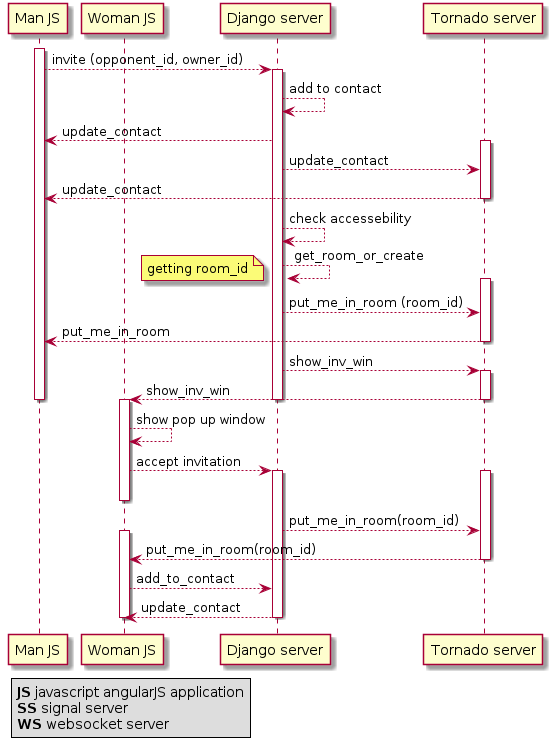 Man JS Woman JS Django server Tornado server
invite (opponent_id, owner_id)
add to contact
update_contact
update_contact
update_contact
check accessebility
get_room_or_create
getting room_id
put_me_in_room (room_id)
put_me_in_room
show_inv_win
show_inv_win
show pop up window
accept invitation
put_me_in_room(room_id)
put_me_in_room(room_id)
add_to_contact
update_contact
Man JS Woman JS Django server Tornado server
JS javascript angularJS application
SS signal server
WS websocket server